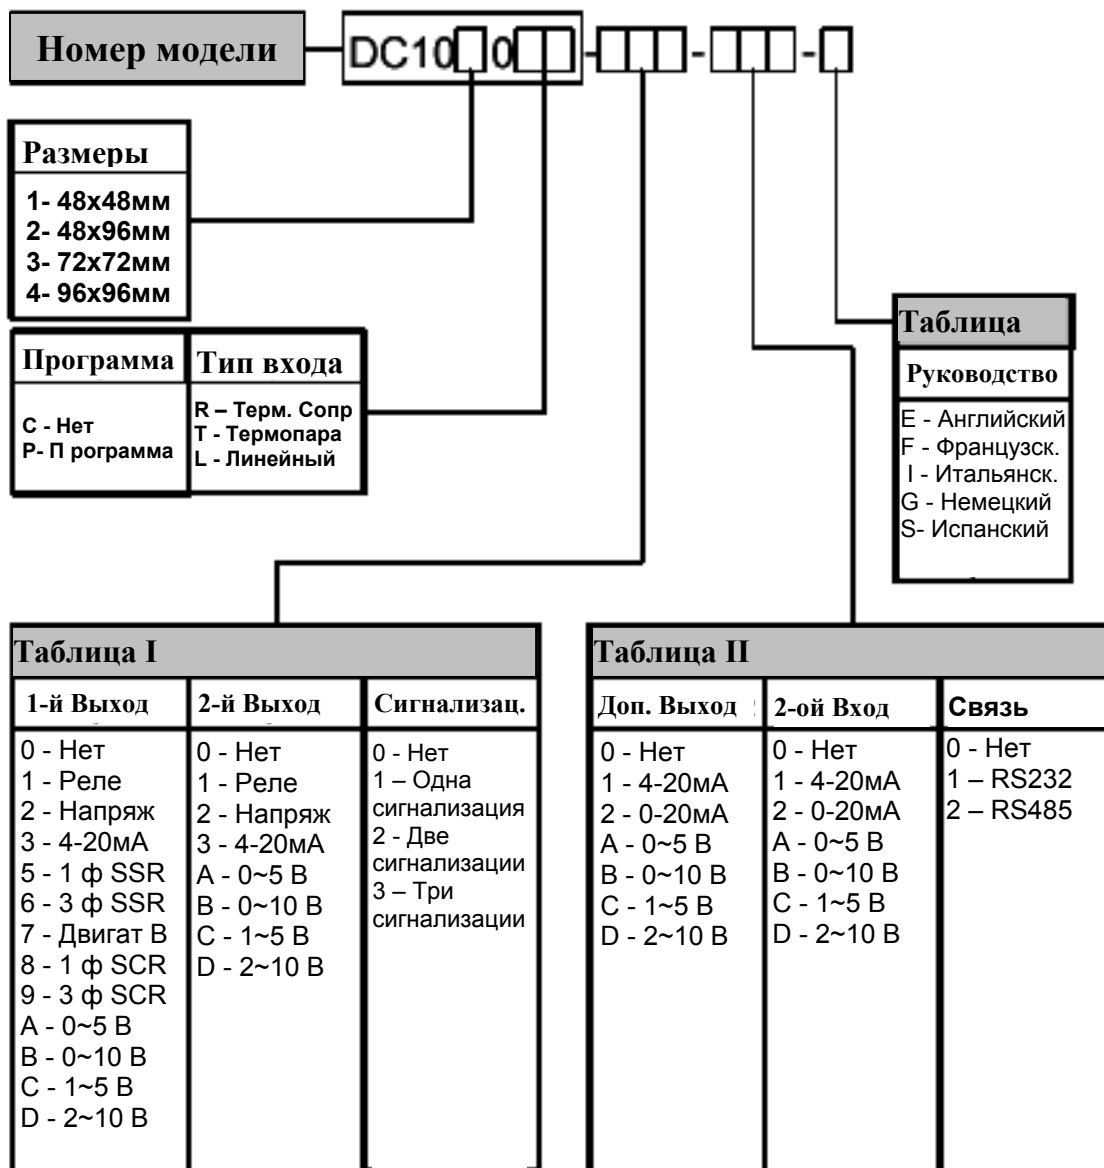 Номер модели
DC10□0□□-□□□-□□□-□
Размеры
1- 48х48мм
2- 48х96мм
3- 72х72мм
4- 96х96мм
Программа
С - Нет
Р- П рограмма
Тип входа
R – Терм. Сопр
T - Термопара
L - Линейный
Таблица
Руководство
E - Английский
F - Французск.
I - Итальянск.
G - Немецкий
S- Испанский
Таблица I
1-й Выход
0 - Нет
1 - Реле
2 - Напряж
3 - 4-20мА
5 - 1 ф SSR
6 - 3 ф SSR
7 - Двигат В
8 - 1 ф SCR
9 - 3 ф SCR
A - 0~5 В
B - 0~10 В
C - 1~5 В
D - 2~10 В
2-й Выход
0 - Нет
1 - Реле
2 - Напряж
3 - 4-20мА
A - 0~5 В
B - 0~10 В
C - 1~5 В
D - 2~10 В
Сигнализац.
0 - Нет
1 – Одна
сигнализация
2 - Две
сигнализации
3 – Три
сигнализации
Таблица II
Доп. Выход
0 - Нет
1 - 4-20мА
2 - 0-20мА
A - 0~5 В
B - 0~10 В
C - 1~5 В
D - 2~10 В
2-ой Вход
0 - Нет
1 - 4-20мА
2 - 0-20мА
A - 0~5 В
B - 0~10 В
C - 1~5 В
D - 2~10 В
Связь
0 - Нет
1 – RS232
2 – RS485